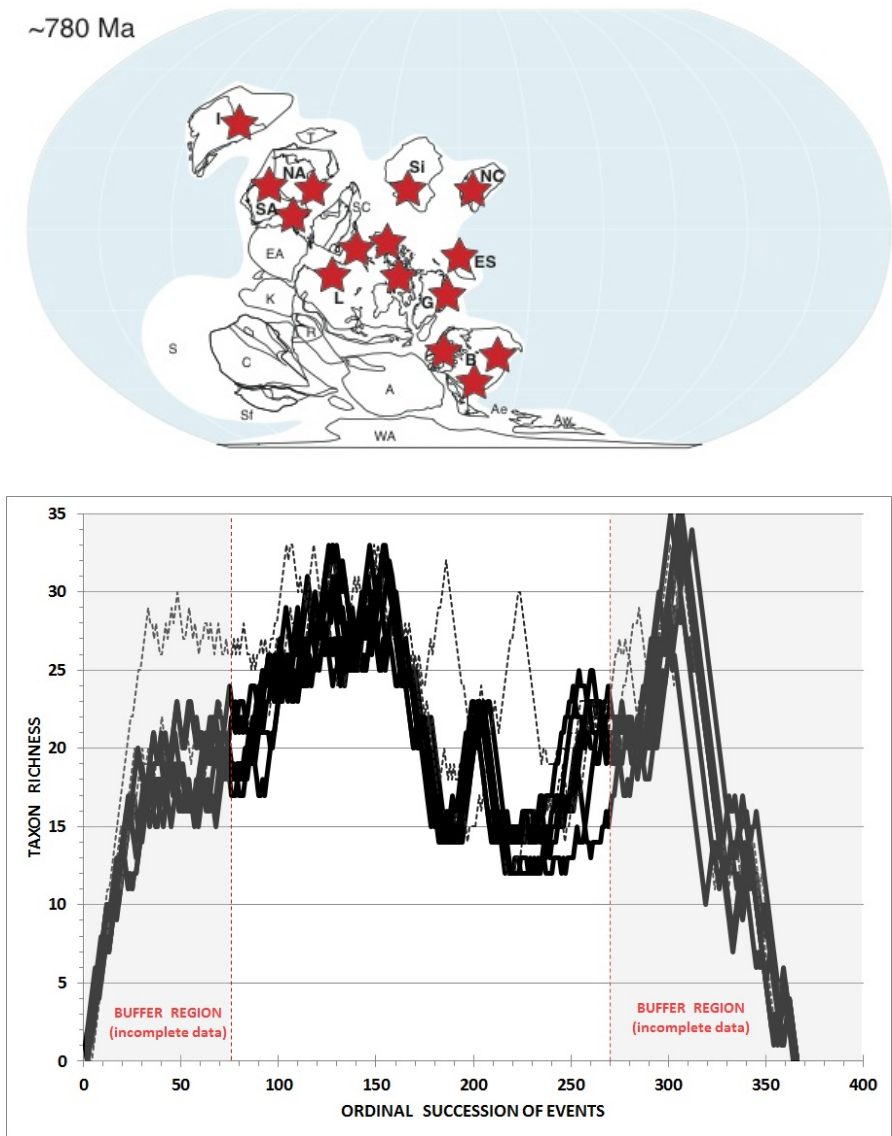 ~780 Ma
I
T
NA
Si
NC
SA
SC
EA
ES
L
G
K
R
S
B
C
A
Sf
Ae
Aw
WA
35
30
25
20
15
10
5
0
TAXON RICHNESS
BUFFER REGION
(incomplete data)
BUFFER REGION
(incomplete data)
0 50 100 150 200 250 300 350 400
ORDINAL SUCCESSION OF EVENTS